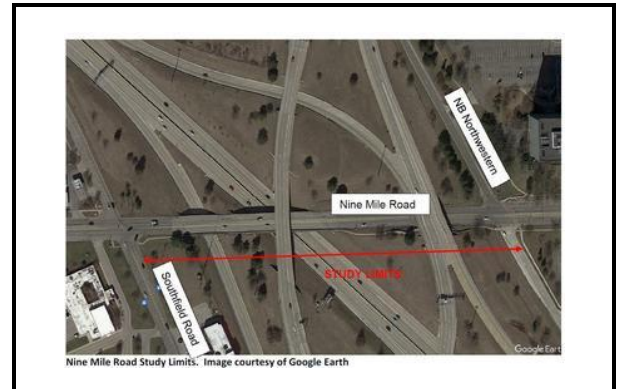 NB Northwestern
Nine Mile Road
STUDY LIMITS
Southfield Road
Google Eart
Nine Mile Road Study Limits. Image courtesy of Google Earth